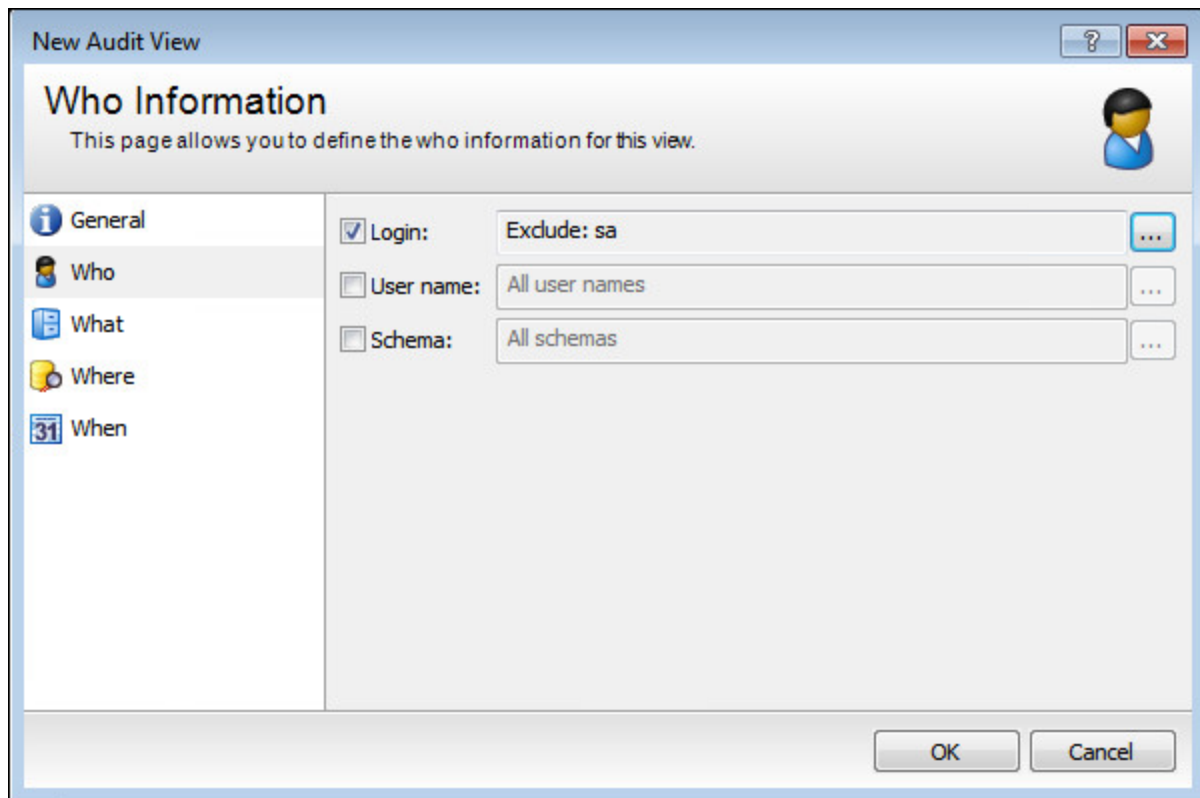 New Audit View
Who Information
This page allows you to define the who information for this view.
General
Who
What
Where
31 When
Login: Exclude: sa ...
User name: All user names ...
Schema: All schemas ...
OK Cancel